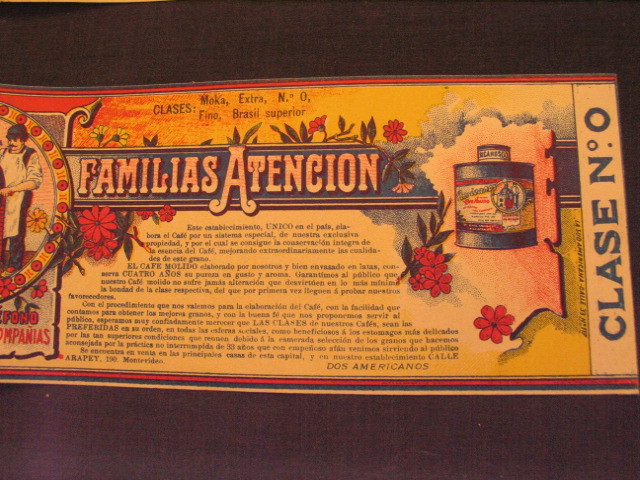 CLASES:
Moka, Extra, N.º 0,
Fino, Brasil superior
FAMILIAS ATENCION
Este establecimiento, UNICO en el país, ela-
bora el Café por un sistema especial, de nuestra exclusiva
propiedad, y por el cual se consigue la conservación íntegra de
la esencia del Café, mejorando extraordinariamente las cualida-
des de este grano.
EL CAFÉ MOLIDO elaborado por nosotros y bien envasado en latas, con-
serva CUATRO AÑOS su pureza en gusto y aroma. Garantimos al público que
nuestro Café molido no sufre jamás alteración que desvirtúen en lo más mínimo
la bondad de la clase respectiva, del que por primera vez lleguen á probar nuestros
favorecedores.
Con el procedimiento que nos valemos para la elaboración del Café, con la facilidad que
contamos para obtener los mejores granos, y con la buena fé que nos proponemos servir al
público, esperamos muy confiadamente merecer que LAS CLASES de nuestros Cafés, sean las
PREFERIDAS en su orden, en todas las esferas sociales, como beneficiosos á los estomagos más delicados
por las tan superiores condiciones que reunen debido á la esmerada selección de los granos que hacemos
aconsejada por la práctica no interrumpida de 20 años que con empeñoso afán venimos sirviendo al público
Se encuentra en venta en las principales casas de esta capital, y en nuestro establecimiento CALLE
ARAPEY, 190 Montevideo.
DOS AMERICANOS
CLASE Nº. 0
FONO
OMPAÑIAS